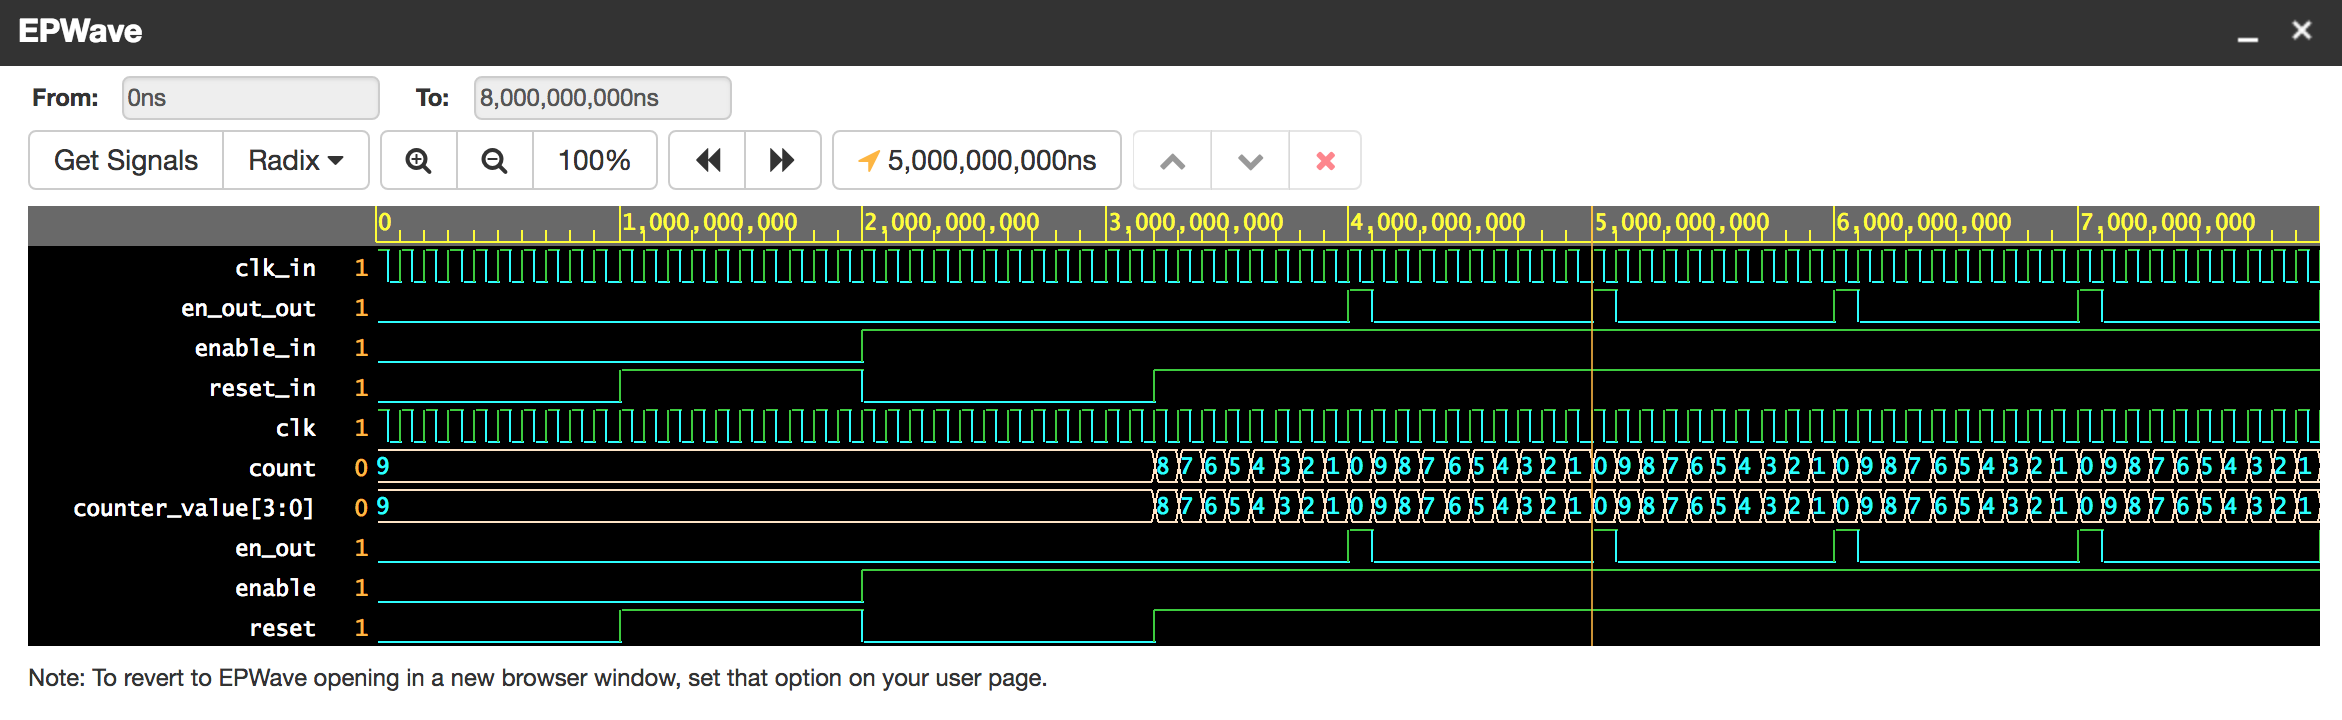 EPWave
From: 0ns To: 8,000,000,000ns
Get Signals Radix 100% 5,000,000,000ns
0 1,000,000,000 2,000,000,000 3,000,000,000 4,000,000,000 5,000,000,000 6,000,000,000 7,000,000,000
clk_in 1
en_out_out 1
enable_in 1
reset_in 1
clk 1
count 0 9 8 7 6 5 4 3 2 1 0 9 8 7 6 5 4 3 2 1 0 9 8 7 6 5 4 3 2 1 0 9 8 7 6 5 4 3 2 1 0 9 8 7 6 5 4 3 2 1
counter_value[3:0] 0 9 8 7 6 5 4 3 2 1 0 9 8 7 6 5 4 3 2 1 0 9 8 7 6 5 4 3 2 1 0 9 8 7 6 5 4 3 2 1 0 9 8 7 6 5 4 3 2 1
en_out 1
enable 1
reset 1
Note: To revert to EPWave opening in a new browser window, set that option on your user page.